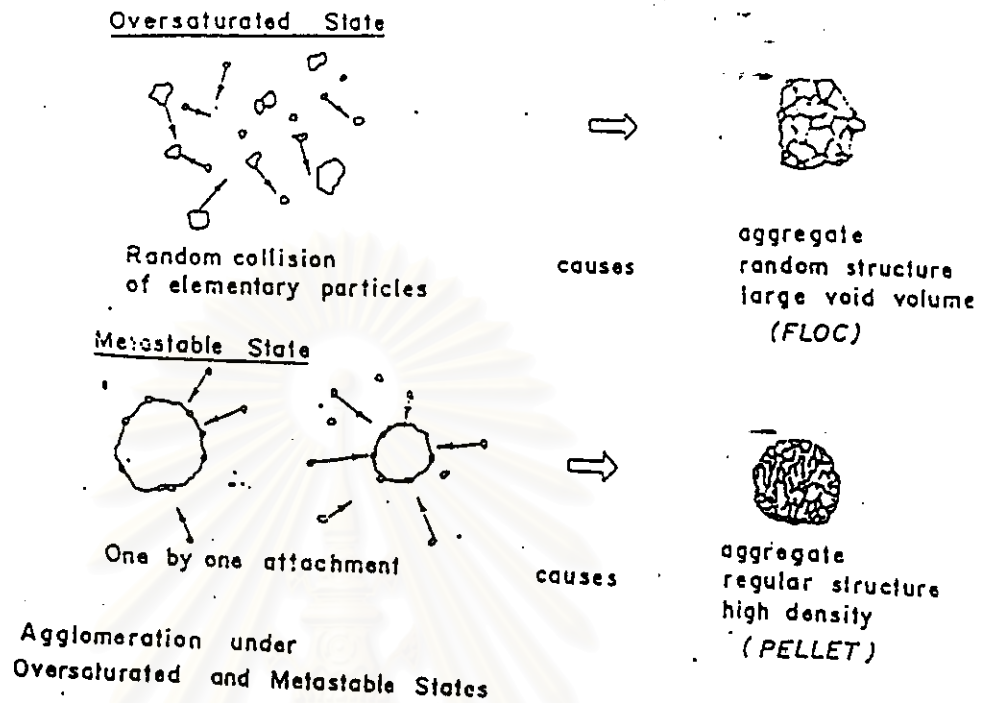 Oversaturated State
Random collision
of elementary particles
causes
aggregate
random structure
large void volume
(FLOC)
Metastable State
One by one attachment
causes
aggregate
regular structure
high density
(PELLET)
Agglomeration under
Oversaturated and Metastable States